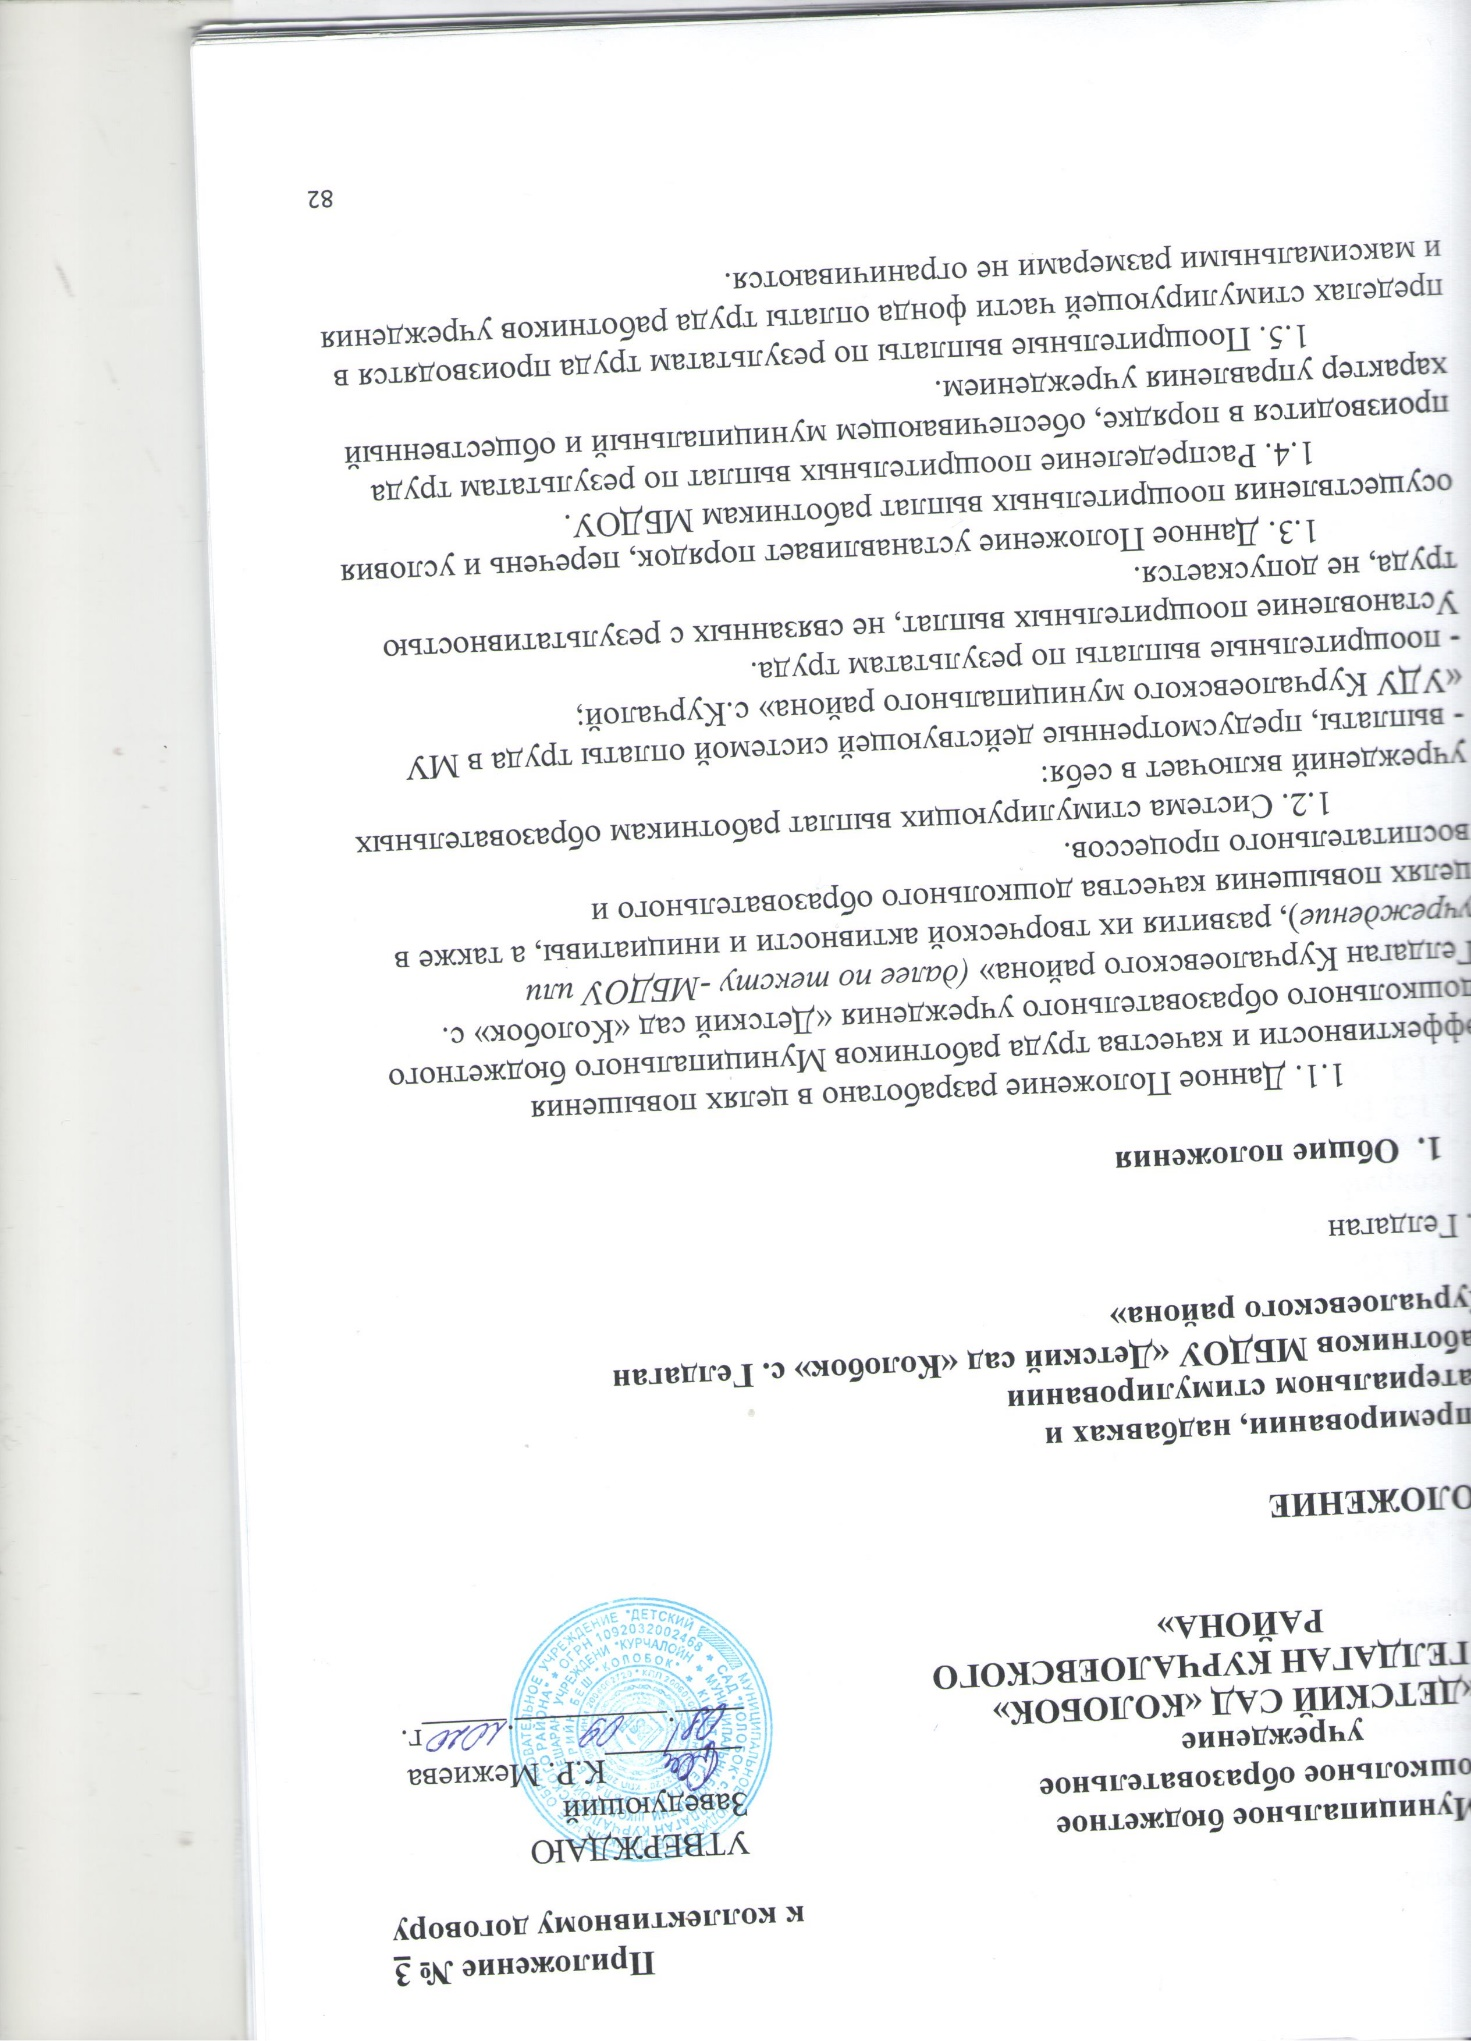 Приложение № 3
к коллективному договору
Муниципальное бюджетное
дошкольное образовательное
учреждение
«ДЕТСКИЙ САД «КОЛОБОК»
ГЕЛДАГАН КУРЧАЛОЕВСКОГО
РАЙОНА»
УТВЕРЖДАЮ
Заведующий
К.Р. Межиева
09 2020 г.
ОЛОЖЕНИЕ
премировании, надбавках и
атериальном стимулировании
аботников МБДОУ «Детский сад «Колобок» с. Гелдаган
Курчалоевского района»
. Гелдаган
1. Общие положения
1.1. Данное Положение разработано в целях повышения
эффективности и качества труда работников Муниципального бюджетного
дошкольного образовательного учреждения «Детский сад «Колобок» с.
Гелдаган Курчалоевского района» (далее по тексту -МБДОУ или
учреждение), развития их творческой активности и инициативы, а также в
целях повышения качества дошкольного образовательного и
воспитательного процессов.
1.2. Система стимулирующих выплат работникам образовательных
учреждений включает в себя:
- выплаты, предусмотренные действующей системой оплаты труда в МУ
«УДУ Курчалоевского муниципального района» с.Курчалой;
- поощрительные выплаты по результатам труда.
Установление поощрительных выплат, не связанных с результативностью
труда, не допускается.
1.3. Данное Положение устанавливает порядок, перечень и условия
осуществления поощрительных выплат работникам МБДОУ.
1.4. Распределение поощрительных выплат по результатам труда
производится в порядке, обеспечивающем муниципальный и общественный
характер управления учреждением.
1.5. Поощрительные выплаты по результатам труда производятся в
пределах стимулирующей части фонда оплаты труда работников учреждения
и максимальными размерами не ограничиваются.
82